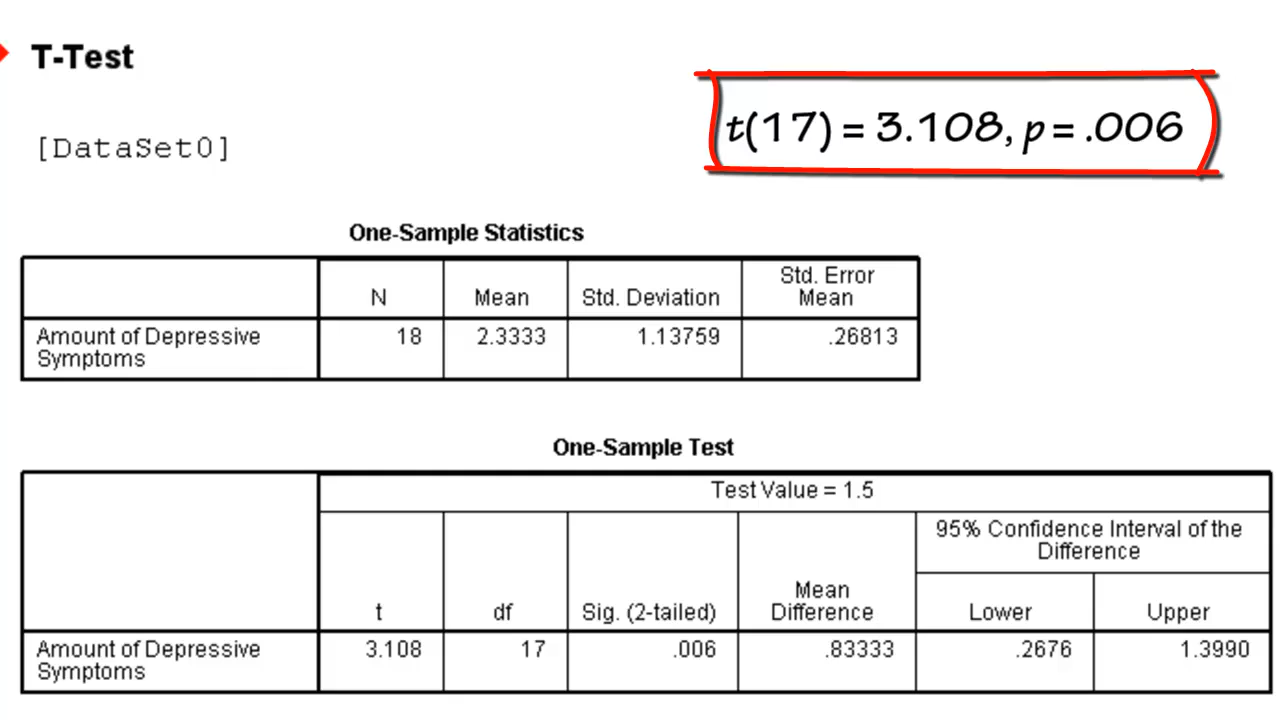 T-Test
t(17) = 3.108, p = .006
[DataSet0]
One-Sample Statistics
N Mean Std. Deviation Std. Error Mean
Amount of Depressive Symptoms 18 2.3333 1.13759 .26813
One-Sample Test
Test Value = 1.5
t df Sig. (2-tailed) Mean Difference 95% Confidence Interval of the Difference
Lower Upper
Amount of Depressive Symptoms 3.108 17 .006 .83333 .2676 1.3990